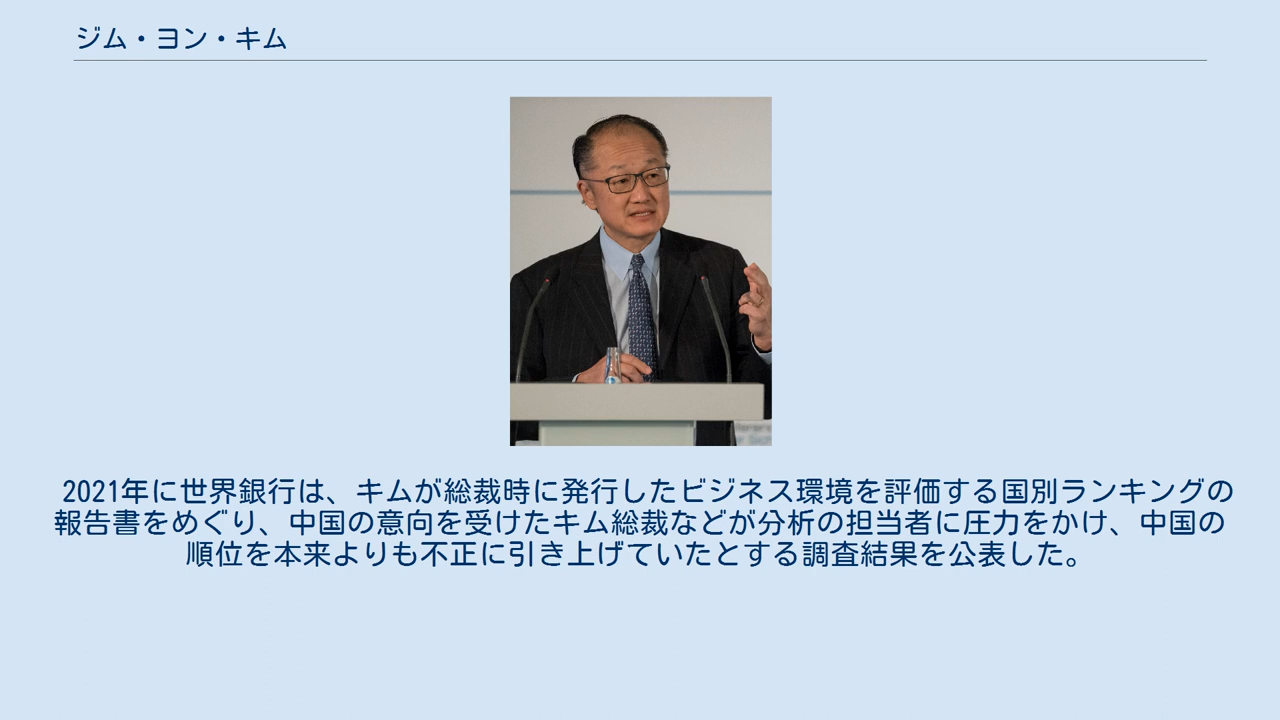 ジム・ヨン・キム
2021年に世界銀行は、キムが総裁時に発行したビジネス環境を評価する国別ランキングの
報告書をめぐり、中国の意向を受けたキム総裁などが分析の担当者に圧力をかけ、中国の
順位を本来よりも不正に引き上げていたとする調査結果を公表した。